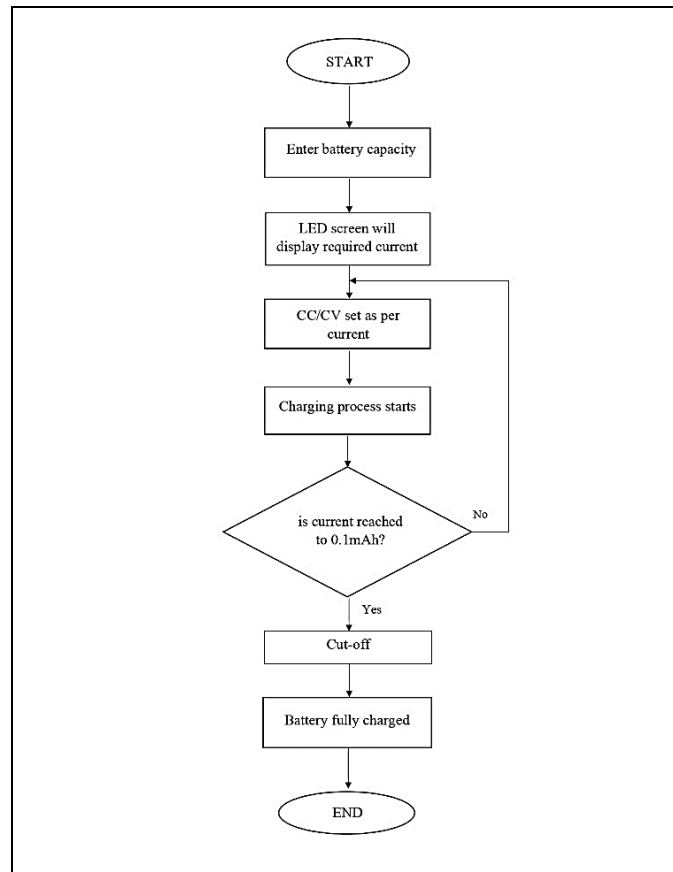 START
Enter battery capacity
LED screen will
display required current
CC/CV set as per
current
Charging process starts
is current reached
to 0.1mAh?
No
Yes
Cut-off
Battery fully charged
END